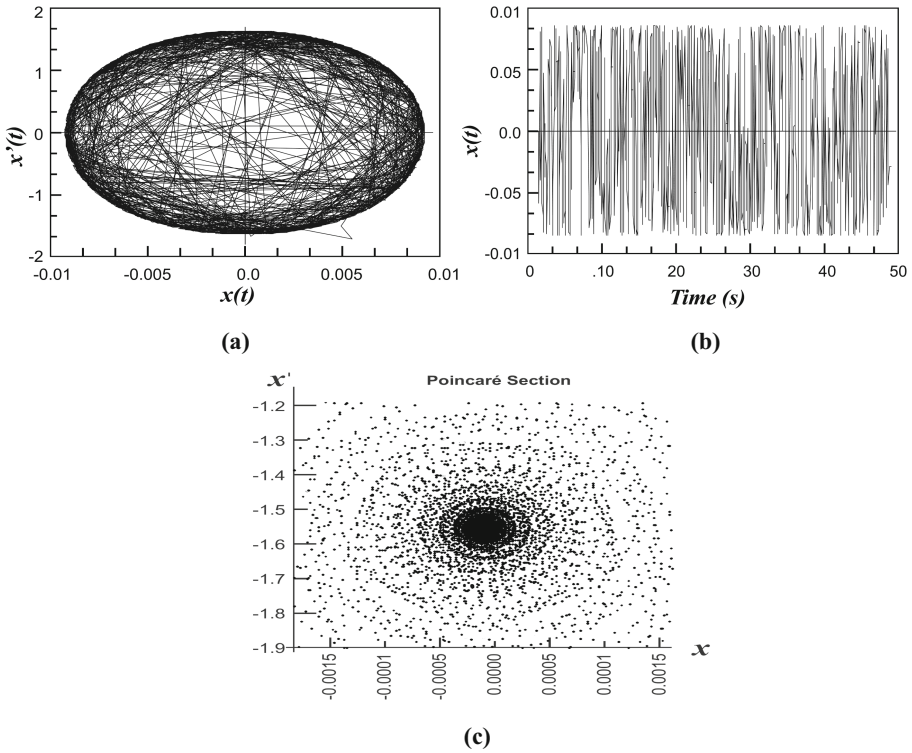 2
1
0
-1
-2
x'(t)
-0.01 -0.005 0.0 0.005 0.01
x(t)
(a)
0.01
0.05
0.0
-0.05
-0.01
x(t)
0 .10 20 30 40 50
Time (s)
(b)
Poincaré Section
x'
-1.2
-1.3
-1.4
-1.5
-1.6
-1.7
-1.8
-1.9
-0.0015 -0.0001 -0.0005 0.0000 0.0005 0.0001 0.0015
x
(c)